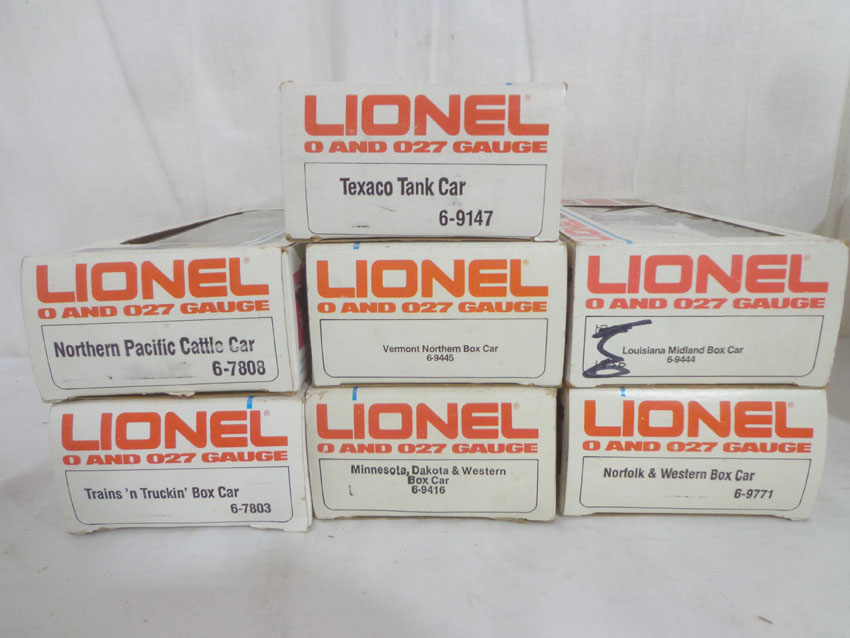 LIONEL®
O AND O27 GAUGE
Texaco Tank Car
6-9147
LIONEL
O AND O27 GAUGE
Northern Pacific Cattle Car
6-7808
LIONEL®
O AND O27 GAUGE
Vermont Northern Box Car
6-9445
LIONEL®
O AND O27 GAUGE
Louisiana Midland Box Car
6-9444
LIONEL®
O AND O27 GAUGE
Trains 'n Truckin' Box Car
6-7803
LIONEL®
O AND O27 GAUGE
Minnesota, Dakota & Western
Box Car
6-9416
LIONEL®
O AND O27 GAUGE
Norfolk & Western Box Car
6-9771